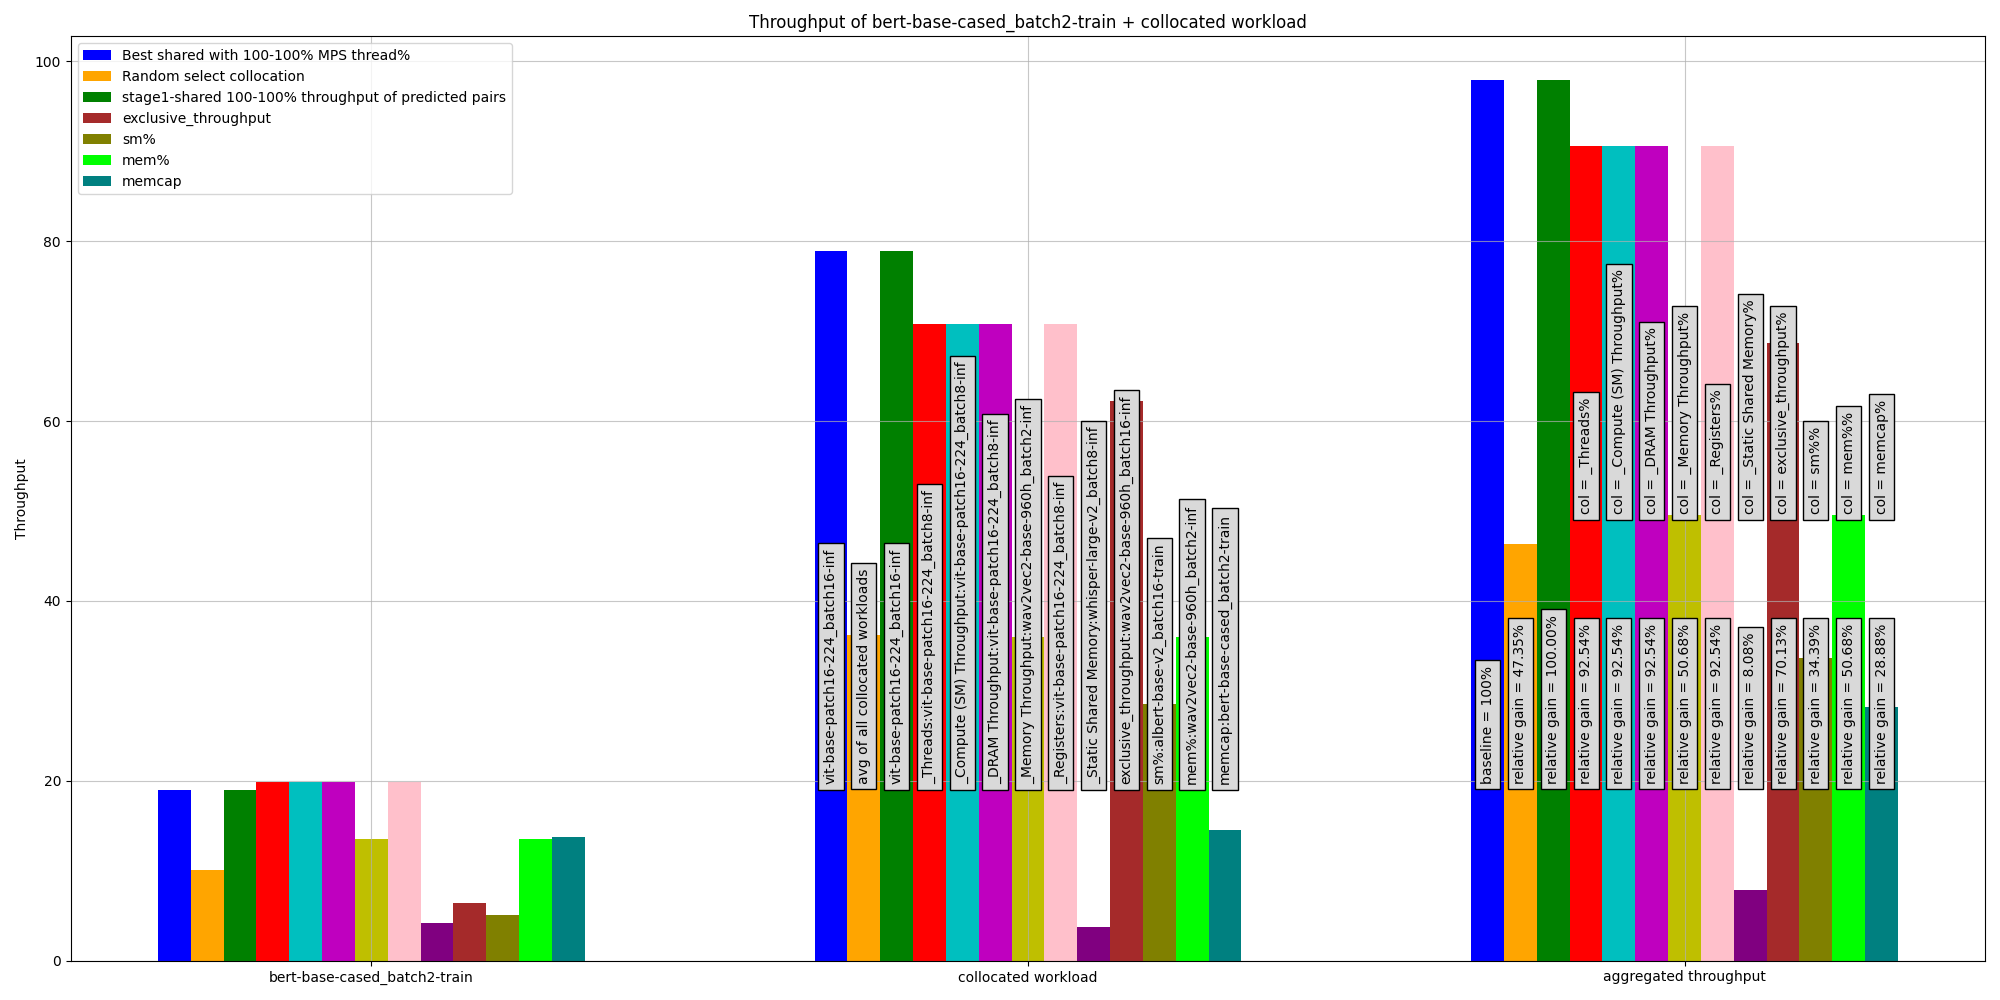 Throughput of bert-base-cased_batch2-train + collocated workload
Best shared with 100-100% MPS thread%
Random select collocation
stage1-shared 100-100% throughput of predicted pairs
exclusive_throughput
sm%
mem%
memcap
Throughput
100
80
60
40
20
0
vit-base-patch16-224_batch16-inf
avg of all collocated workloads
vit-base-patch16-224_batch16-inf
_Threads:vit-base-patch16-224_batch8-inf
_Compute (SM) Throughput:vit-base-patch16-224_batch8-inf
_DRAM Throughput:vit-base-patch16-224_batch8-inf
_Memory Throughput:wav2vec2-base-960h_batch2-inf
_Registers:vit-base-patch16-224_batch8-inf
_Static Shared Memory:whisper-large-v2_batch8-inf
exclusive_throughput:wav2vec2-base-960h_batch16-inf
sm%:albert-base-v2_batch16-train
mem%:wav2vec2-base-960h_batch2-inf
memcap:bert-base-cased_batch2-train
col = _Threads%
col = _Compute (SM) Throughput%
col = _DRAM Throughput%
col = _Memory Throughput%
col = _Registers%
col = _Static Shared Memory%
col = exclusive_throughput%
col = sm%%
col = mem%%
col = memcap%
baseline = 100%
relative gain = 47.35%
relative gain = 100.00%
relative gain = 92.54%
relative gain = 92.54%
relative gain = 92.54%
relative gain = 50.68%
relative gain = 92.54%
relative gain = 8.08%
relative gain = 70.13%
relative gain = 34.39%
relative gain = 50.68%
relative gain = 28.88%
bert-base-cased_batch2-train
collocated workload
aggregated throughput